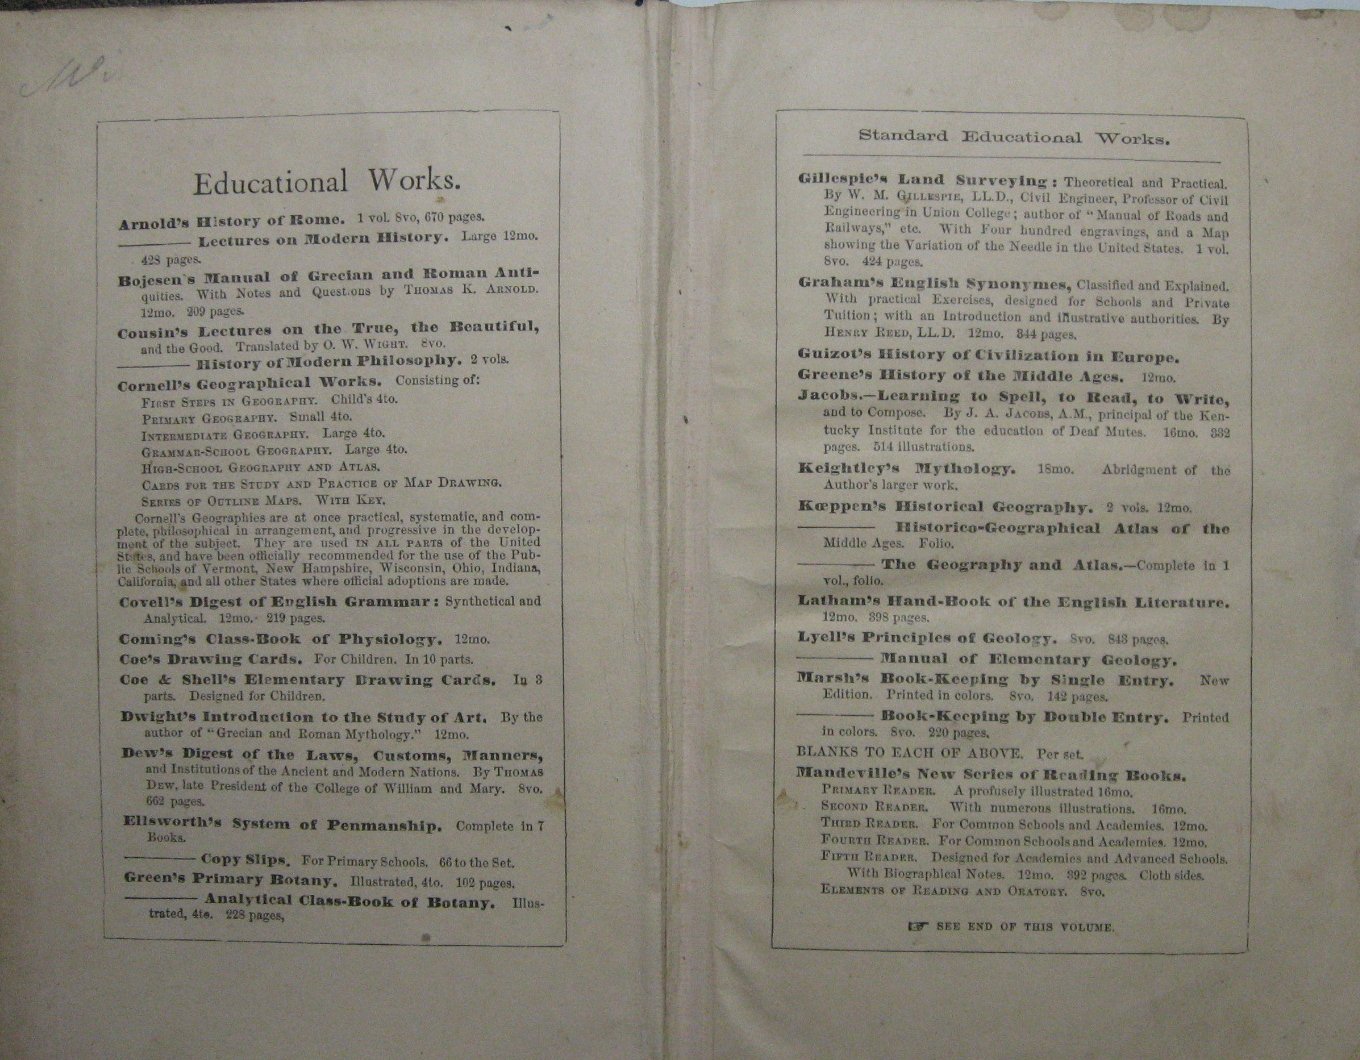 Educational Works.
Arnold's History of Rome. 1 vol. 8vo, 670 pages.
——— Lectures on Modern History. Large 12mo.
428 pages.
Bojesen's Manual of Grecian and Roman Anti-
quities. With Notes and Questions by THOMAS K. ARNOLD.
12mo. 209 pages.
Cousin's Lectures on the True, the Beautiful,
and the Good. Translated by O. W. WIGHT. 8vo.
——— History of Modern Philosophy. 2 vols.
Cornell's Geographical Works. Consisting of:
FIRST STEPS IN GEOGRAPHY. Child's 4to.
PRIMARY GEOGRAPHY. Small 4to.
INTERMEDIATE GEOGRAPHY. Large 4to.
GRAMMAR-SCHOOL GEOGRAPHY. Large 4to.
HIGH-SCHOOL GEOGRAPHY AND ATLAS.
CARDS FOR THE STUDY AND PRACTICE OF MAP DRAWING.
SERIES OF OUTLINE MAPS. WITH KEY.
Cornell's Geographies are at once practical, systematic, and com-
plete, philosophical in arrangement, and progressive in the develop-
ment of the subject. They are used IN ALL PARTS of the United
States, and have been officially recommended for the use of the Pub-
lic Schools of Vermont, New Hampshire, Wisconsin, Ohio, Indiana,
California, and all other States where official adoptions are made.
Covell's Digest of English Grammar: Synthetical and
Analytical. 12mo. 219 pages.
Coming's Class-Book of Physiology. 12mo.
Coe's Drawing Cards. For Children. In 10 parts.
Coe & Shell's Elementary Drawing Cards. In 3
parts. Designed for Children.
Dwight's Introduction to the Study of Art. By the
author of "Grecian and Roman Mythology." 12mo.
Dew's Digest of the Laws, Customs, Manners,
and Institutions of the Ancient and Modern Nations. By THOMAS
DEW, late President of the College of William and Mary. 8vo.
662 pages.
Ellsworth's System of Penmanship. Complete in 7
Books.
——— Copy Slips. For Primary Schools. 66 to the Set.
Green's Primary Botany. Illustrated, 4to. 102 pages.
——— Analytical Class-Book of Botany. Illus-
trated, 4to. 228 pages,
Standard Educational Works.
Gillespie's Land Surveying: Theoretical and Practical.
By W. M. GILLESPIE, LL.D., Civil Engineer, Professor of Civil
Engineering in Union College; author of "Manual of Roads and
Railways," etc. With Four hundred engravings, and a Map
showing the Variation of the Needle in the United States. 1 vol.
8vo. 424 pages.
Graham's English Synonymes, Classified and Explained.
With practical Exercises, designed for Schools and Private
Tuition; with an Introduction and illustrative authorities. By
HENRY REED, LL.D. 12mo. 344 pages.
Guizot's History of Civilization in Europe.
Greene's History of the Middle Ages. 12mo.
Jacobs.—Learning to Spell, to Read, to Write,
and to Compose. By J. A. JACOBS, A.M., principal of the Ken-
tucky Institute for the education of Deaf Mutes. 16mo. 332
pages. 514 illustrations.
Keightley's Mythology. 18mo. Abridgment of the
Author's larger work.
Kœppen's Historical Geography. 2 vols. 12mo.
——— Historico-Geographical Atlas of the
Middle Ages. Folio.
——— The Geography and Atlas.—Complete in 1
vol., folio.
Latham's Hand-Book of the English Literature.
12mo. 398 pages.
Lyell's Principles of Geology. 8vo. 843 pages.
——— Manual of Elementary Geology.
Marsh's Book-Keeping by Single Entry. New
Edition. Printed in colors. 8vo. 142 pages.
——— Book-Keeping by Double Entry. Printed
in colors. 8vo. 220 pages.
BLANKS TO EACH OF ABOVE. Per set.
Mandeville's New Series of Reading Books.
PRIMARY READER. A profusely illustrated 16mo.
SECOND READER. With numerous illustrations. 16mo.
THIRD READER. For Common Schools and Academies. 12mo.
FOURTH READER. For Common Schools and Academies. 12mo.
FIFTH READER. Designed for Academies and Advanced Schools.
With Biographical Notes. 12mo. 392 pages. Cloth sides.
ELEMENTS OF READING AND ORATORY. 8vo.
☞ SEE END OF THIS VOLUME.